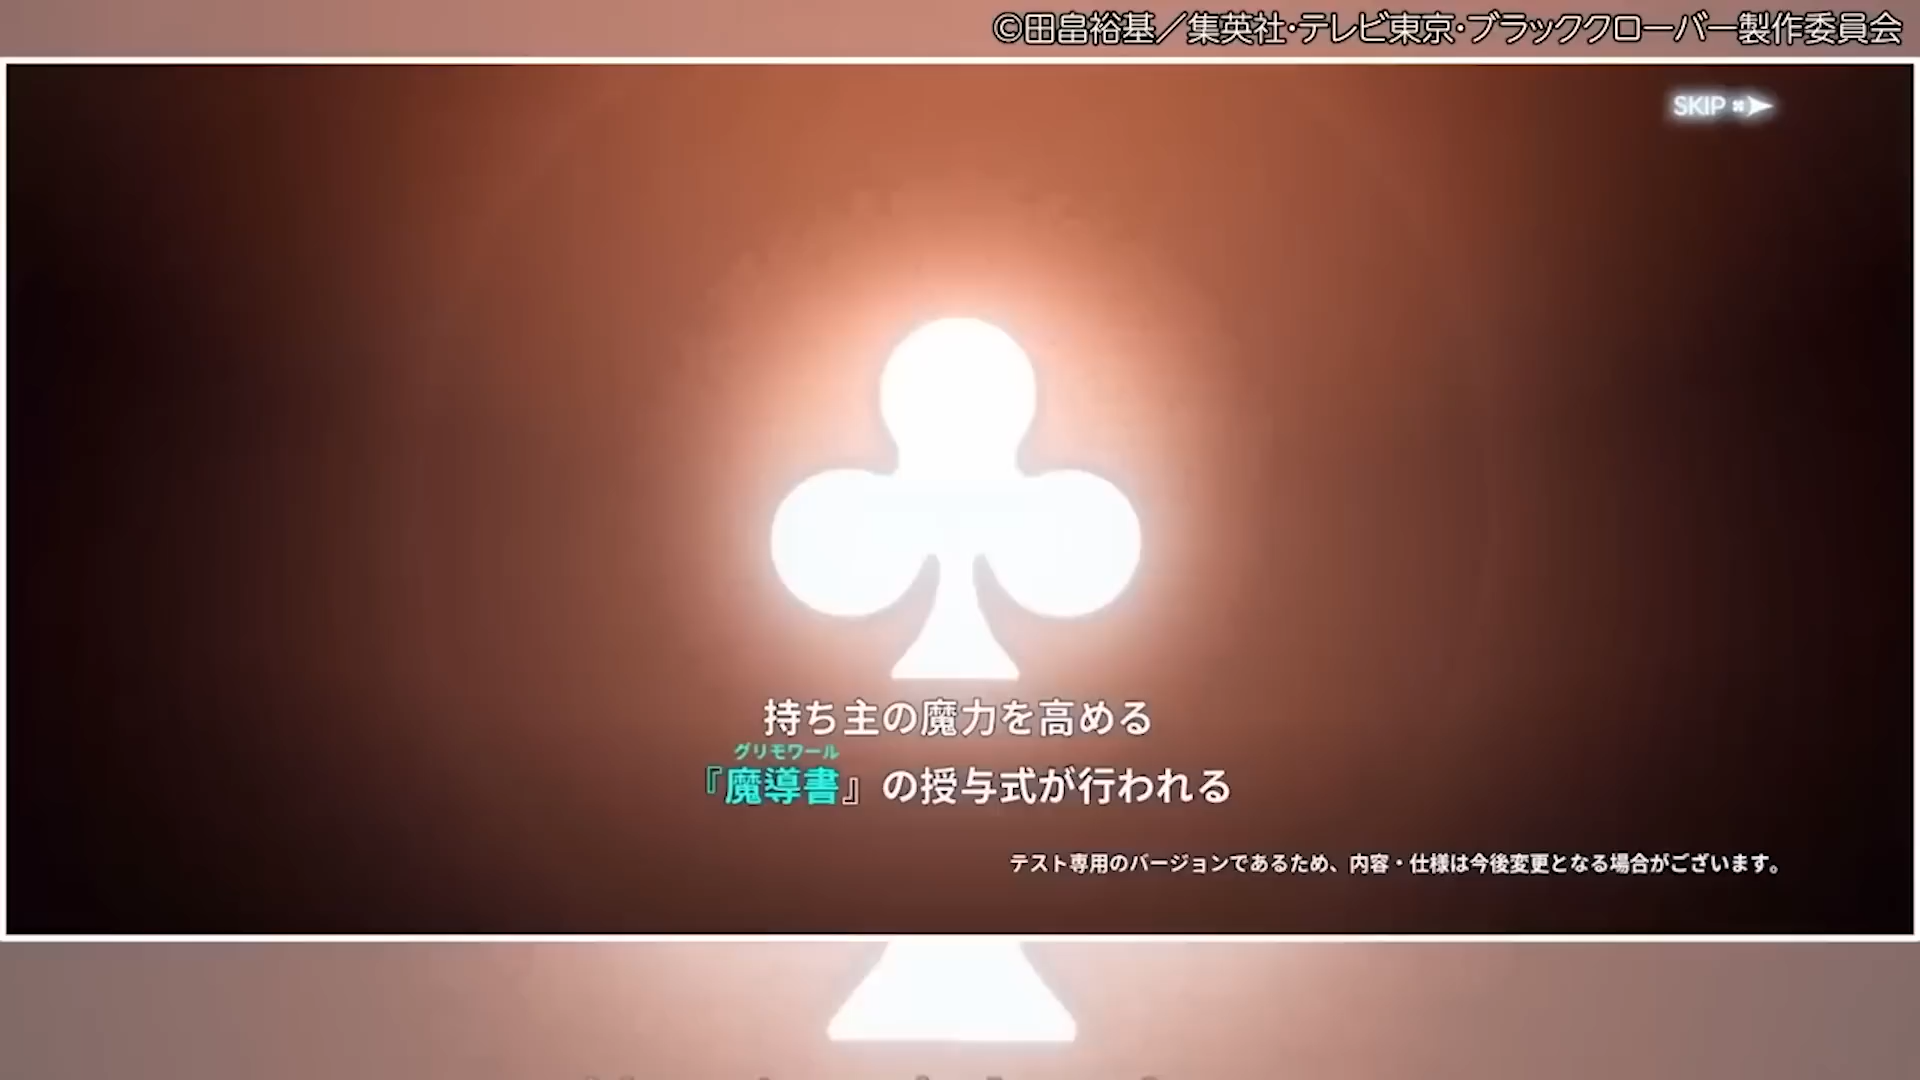 ©田畠裕基／集英社・テレビ東京・ブラッククローバー製作委員会
SKIP
持ち主の魔力を高める
グリモワール
『魔導書』の授与式が行われる
テスト専用のバージョンであるため、内容・仕様は今後変更となる場合がございます。